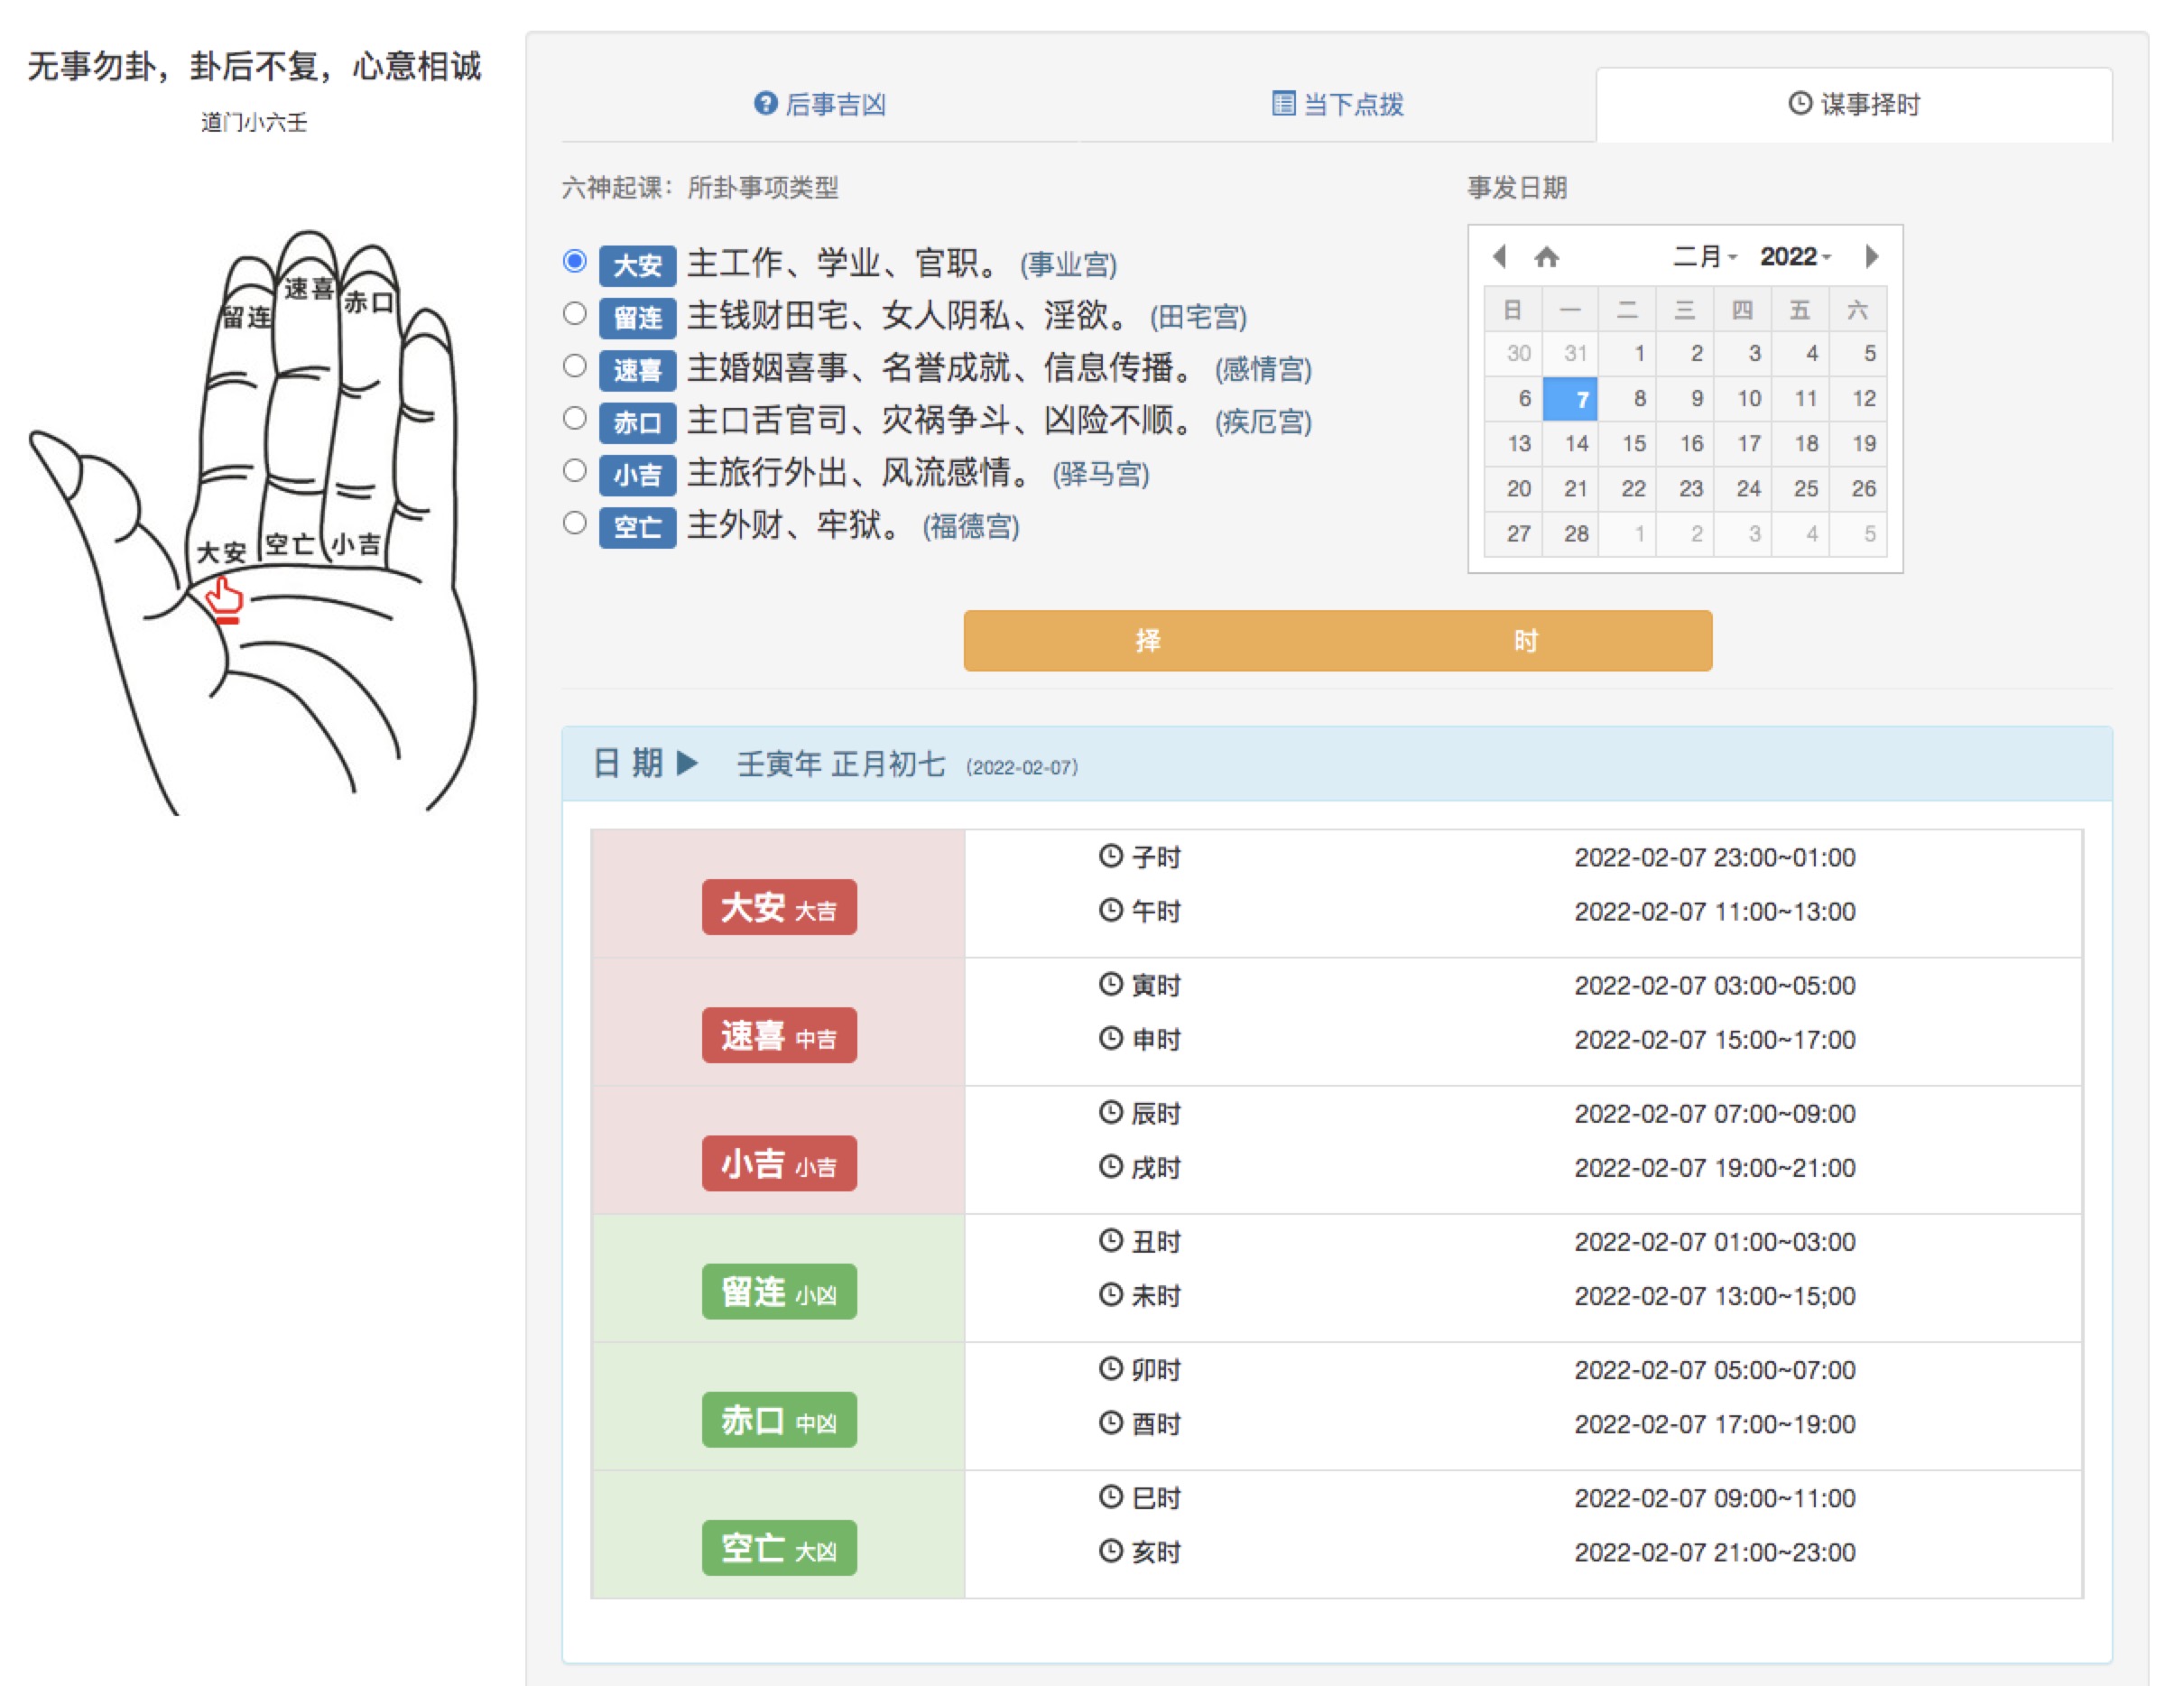 无事勿卦，卦后不复，心意相诚
道门小六壬
留连
速喜
赤口
大安
空亡
小吉
后事吉凶
当下点拨
谋事择时
六神起课：所卦事项类型
大安 主工作、学业、官职。 (事业宫)
留连 主钱财田宅、女人阴私、淫欲。 (田宅宫)
速喜 主婚姻喜事、名誉成就、信息传播。 (感情宫)
赤口 主口舌官司、灾祸争斗、凶险不顺。 (疾厄宫)
小吉 主旅行外出、风流感情。 (驿马宫)
空亡 主外财、牢狱。 (福德宫)
事发日期
二月 2022
日 一 二 三 四 五 六
30 31 1 2 3 4 5
6 7 8 9 10 11 12
13 14 15 16 17 18 19
20 21 22 23 24 25 26
27 28 1 2 3 4 5
择 时
日 期 壬寅年 正月初七 (2022-02-07)
大安 大吉
子时 2022-02-07 23:00~01:00
午时 2022-02-07 11:00~13:00
速喜 中吉
寅时 2022-02-07 03:00~05:00
申时 2022-02-07 15:00~17:00
小吉 小吉
辰时 2022-02-07 07:00~09:00
戌时 2022-02-07 19:00~21:00
留连 小凶
丑时 2022-02-07 01:00~03:00
未时 2022-02-07 13:00~15;00
赤口 中凶
卯时 2022-02-07 05:00~07:00
酉时 2022-02-07 17:00~19:00
空亡 大凶
巳时 2022-02-07 09:00~11:00
亥时 2022-02-07 21:00~23:00